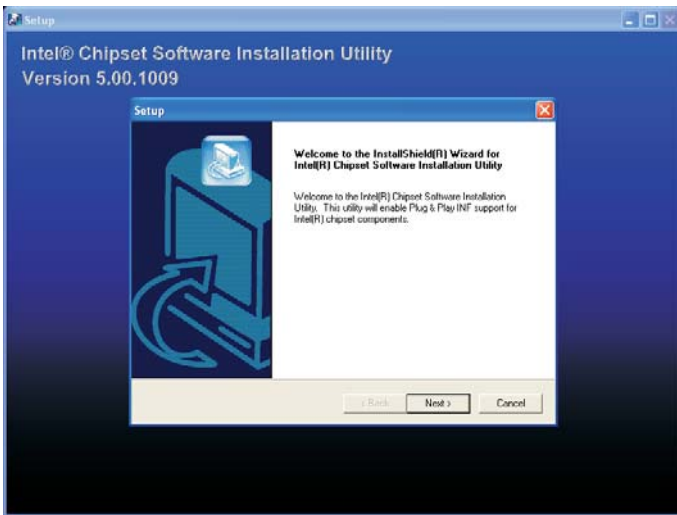 Setup
Intel® Chipset Software Installation Utility
Version 5.00.1009
Setup
Welcome to the InstallShield(R) Wizard for
Intel(R) Chipset Software Installation Utility
Welcome to the Intel(R) Chipset Software Installation
Utility. This utility will enable Plug & Play INF support for
Intel(R) chipset components.
< Back
Next >
Cancel